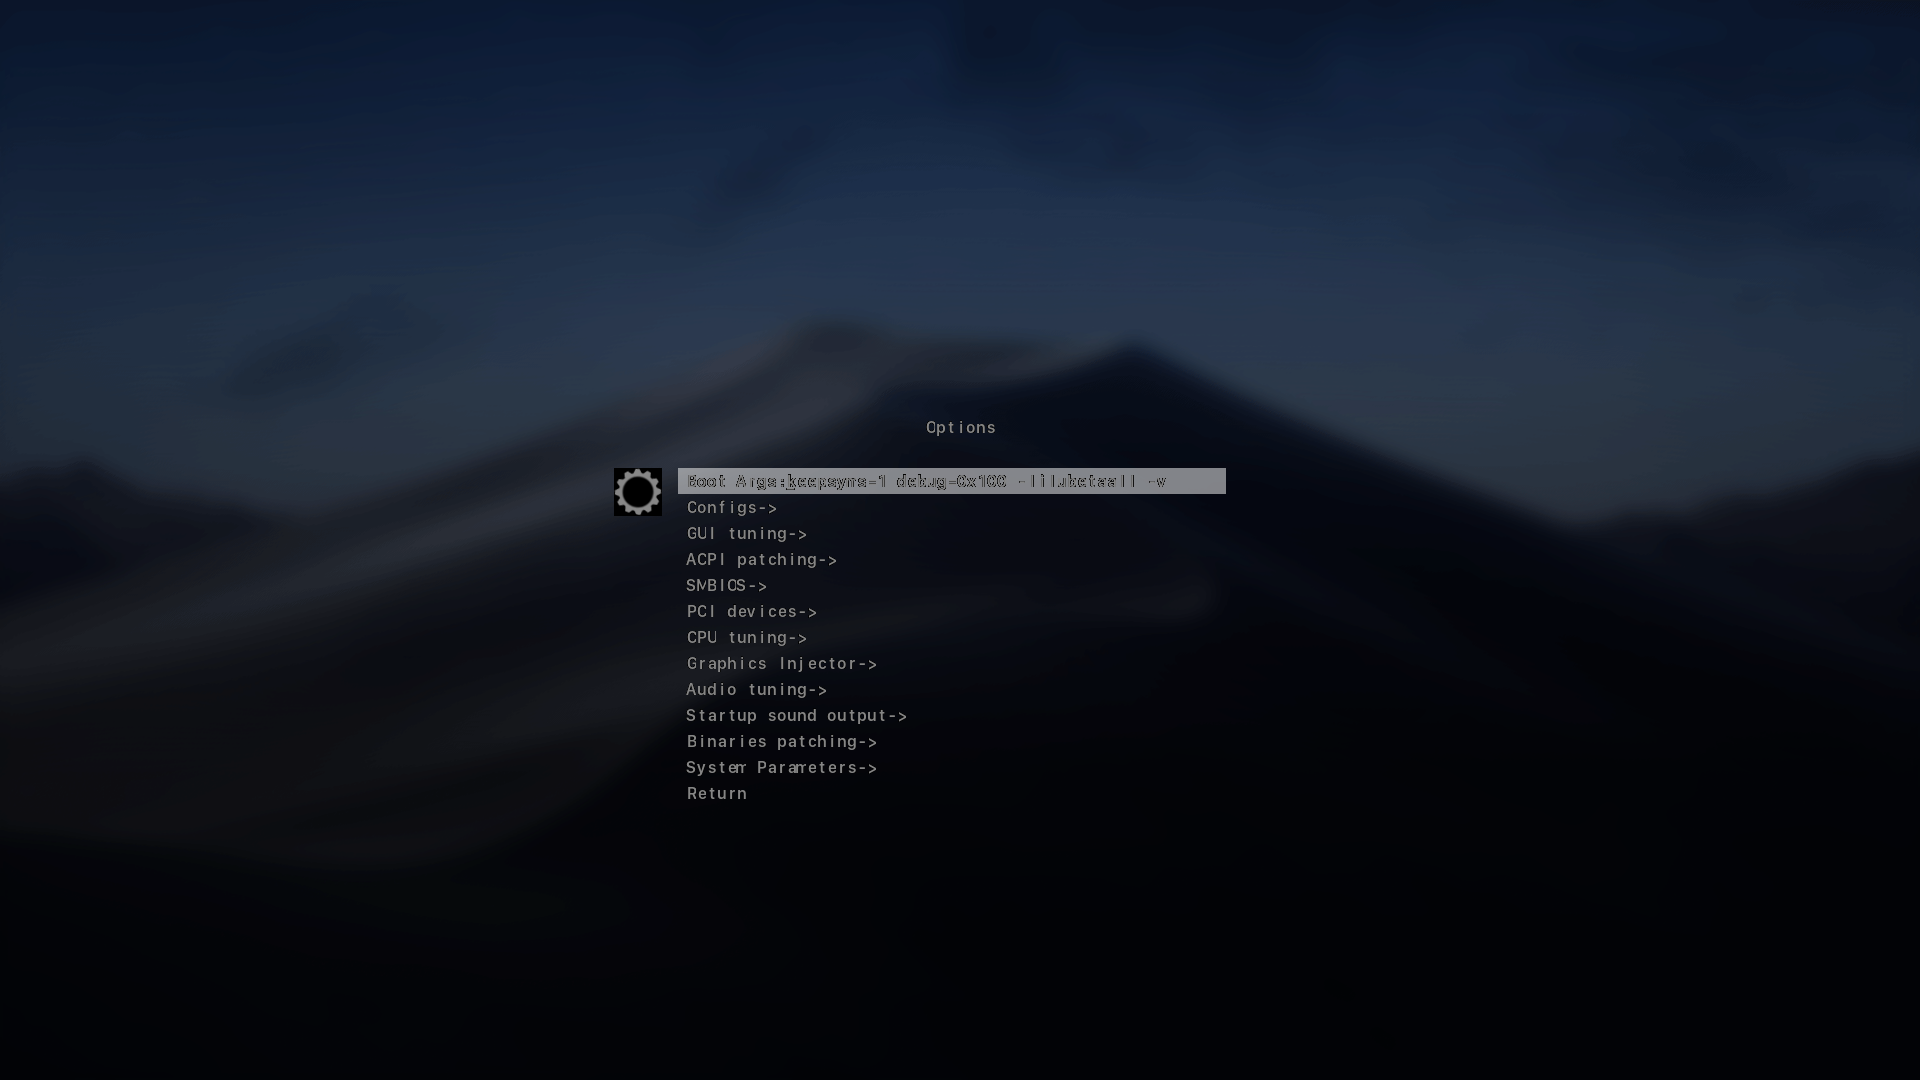 Options
Boot Args:keepsyms=1 debug=0x100 -lilubetaall -v
Configs->
GUI tuning->
ACPI patching->
SMBIOS->
PCI devices->
CPU tuning->
Graphics Injector->
Audio tuning->
Startup sound output->
Binaries patching->
System Parameters->
Return